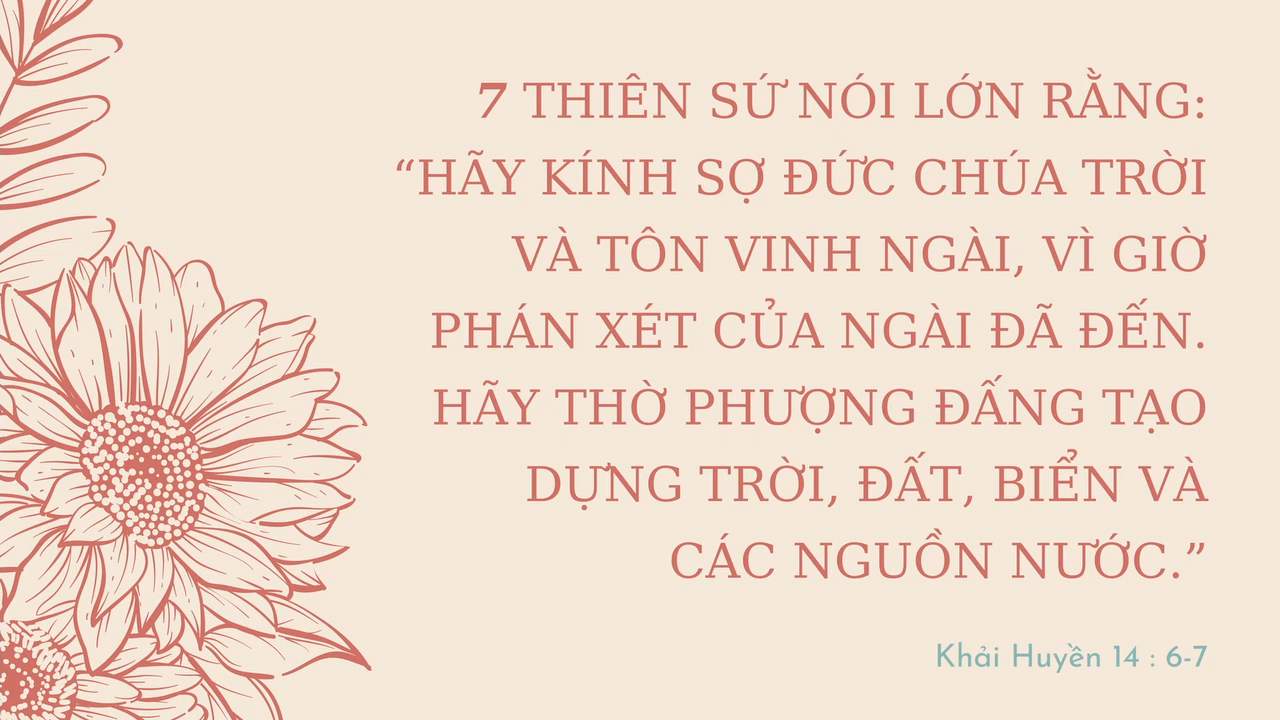 7 THIÊN SỨ NÓI LỚN RẰNG:
“HÃY KÍNH SỢ ĐỨC CHÚA TRỜI
VÀ TÔN VINH NGÀI, VÌ GIỜ
PHÁN XÉT CỦA NGÀI ĐÃ ĐẾN.
HÃY THỜ PHƯỢNG ĐẤNG TẠO
DỰNG TRỜI, ĐẤT, BIỂN VÀ
CÁC NGUỒN NƯỚC.”
Khải Huyền 14 : 6-7